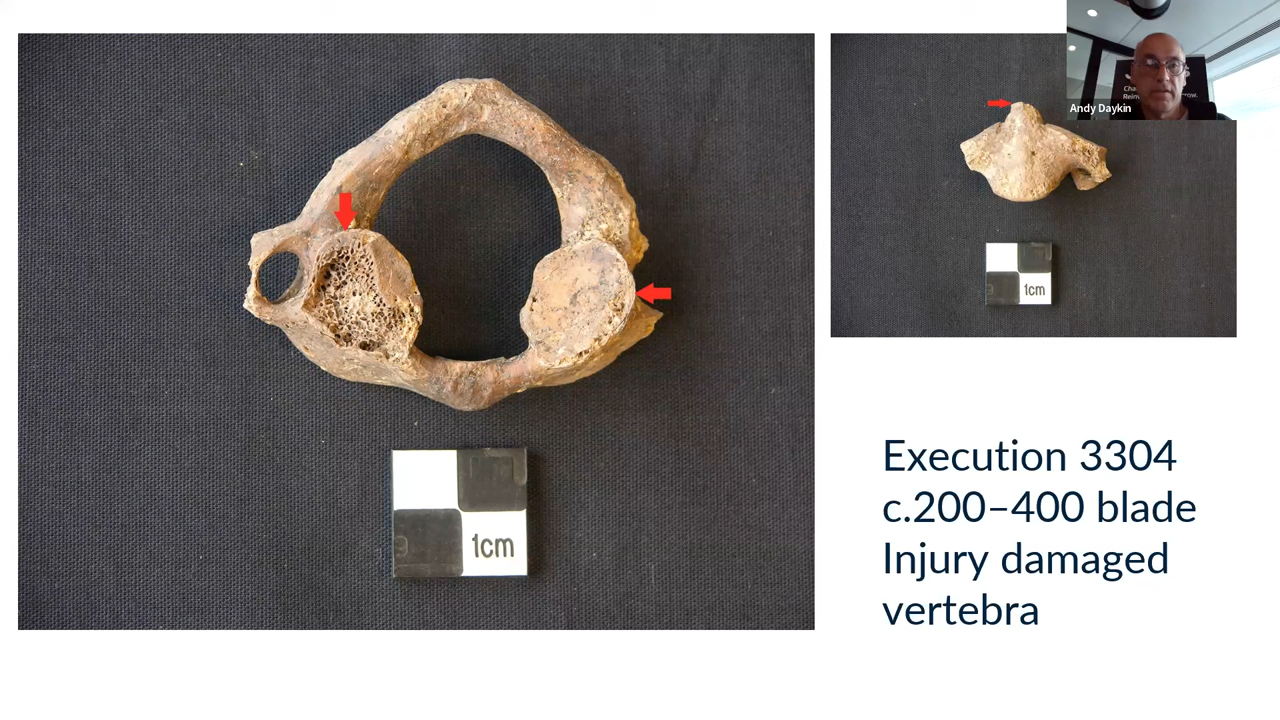 Andy Daykin
1cm
1cm
Execution 3304
c.200–400 blade
Injury damaged
vertebra